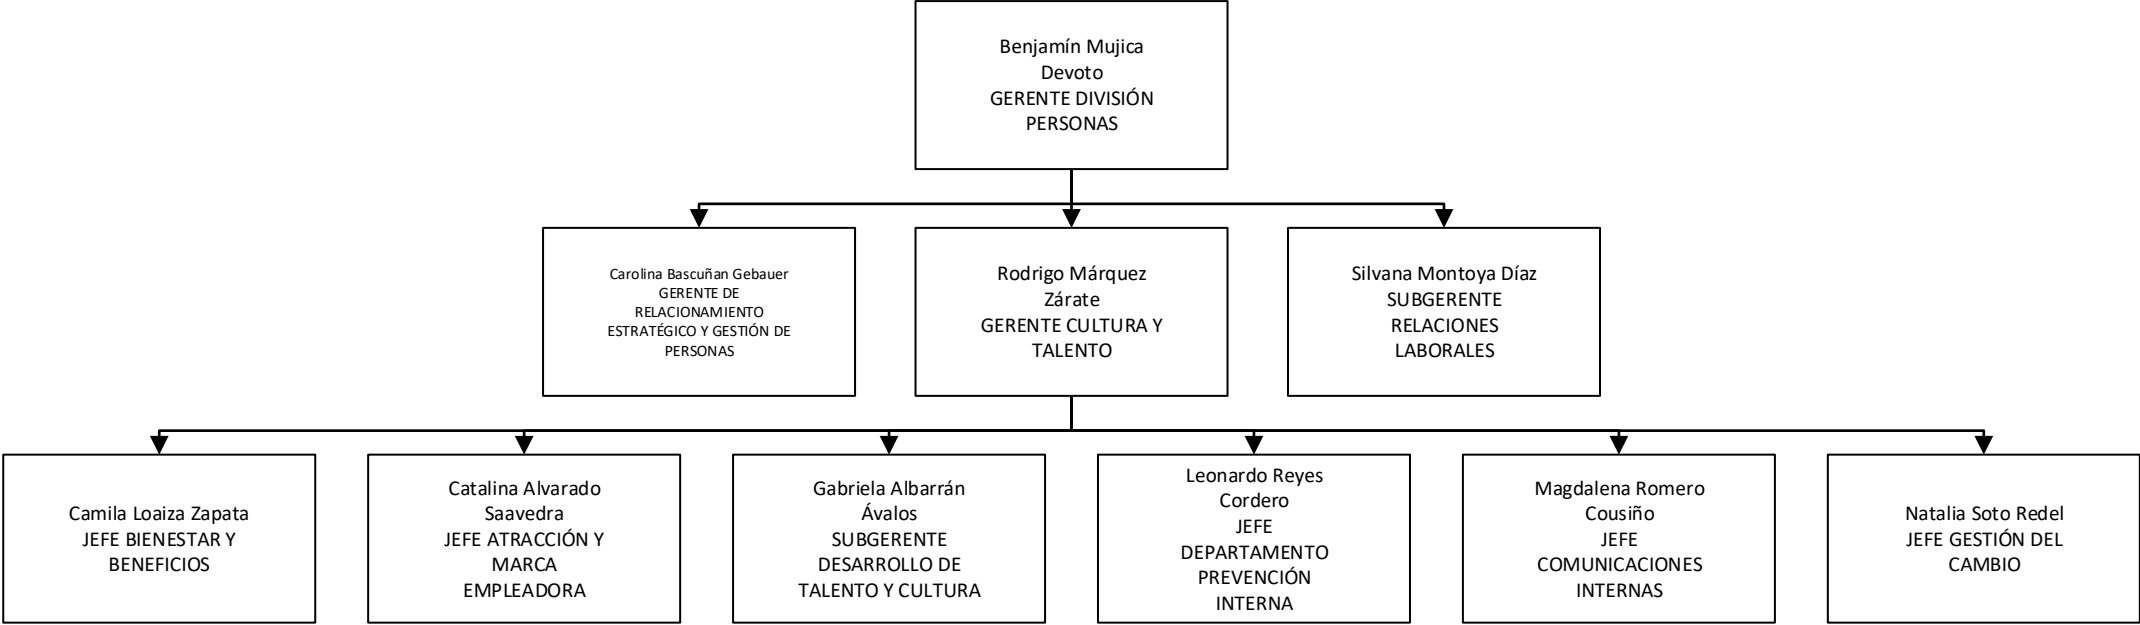 Benjamín Mujica
Devoto
GERENTE DIVISIÓN
PERSONAS
Carolina Bascuñan Gebauer
GERENTE DE
RELACIONAMIENTO
ESTRATÉGICO Y GESTIÓN DE
PERSONAS
Rodrigo Márquez
Zárate
GERENTE CULTURA Y
TALENTO
Silvana Montoya Díaz
SUBGERENTE
RELACIONES
LABORALES
Camila Loaiza Zapata
JEFE BIENESTAR Y
BENEFICIOS
Catalina Alvarado
Saavedra
JEFE ATRACCIÓN Y
MARCA
EMPLEADORA
Gabriela Albarrán
Ávalos
SUBGERENTE
DESARROLLO DE
TALENTO Y CULTURA
Leonardo Reyes
Cordero
JEFE
DEPARTAMENTO
PREVENCIÓN
INTERNA
Magdalena Romero
Cousiño
JEFE
COMUNICACIONES
INTERNAS
Natalia Soto Redel
JEFE GESTIÓN DEL
CAMBIO